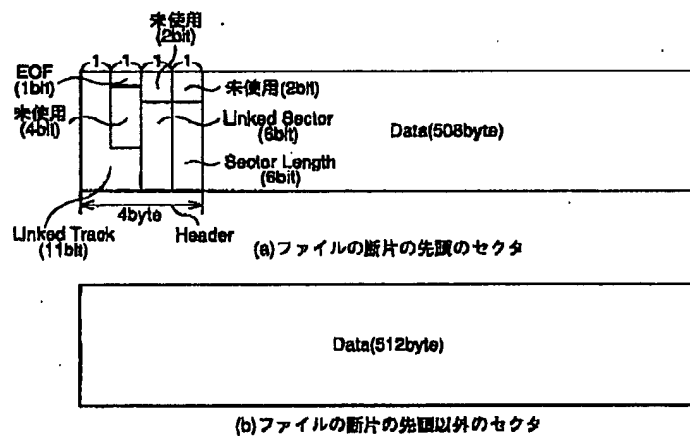 未使用
(2bit)
1 1 1 1
EOF
(1bit)
未使用(2bit)
未使用
(4bit)
Linked Sector
(6bit)
Data(508byte)
Sector Length
(6bit)
4byte
Linked Track
(11bit)
Header
(a)ファイルの断片の先頭のセクタ
Data(512byte)
(b)ファイルの断片の先頭以外のセクタ